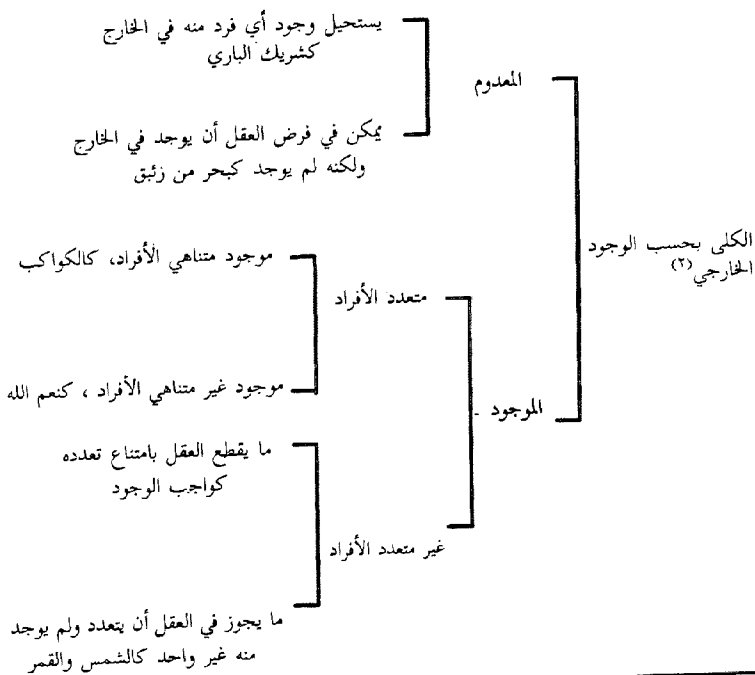 الكلى بحسب الوجود
الخارجي(٢)
المعدوم
يستحيل وجود أي فرد منه في الخارج
كشريك الباري
يمكن في فرض العقل أن يوجد في الخارج
ولكنه لم يوجد كبحر من زئبق
الموجود -
متعدد الأفراد
موجود متناهي الأفراد، كالكواكب
موجود غير متناهي الأفراد ، كنعم الله
غير متعدد الأفراد
ما يقطع العقل بامتناع تعدده
كواجب الوجود
ما يجوز في العقل أن يتعدد ولم يوجد
منه غير واحد كالشمس والقمر